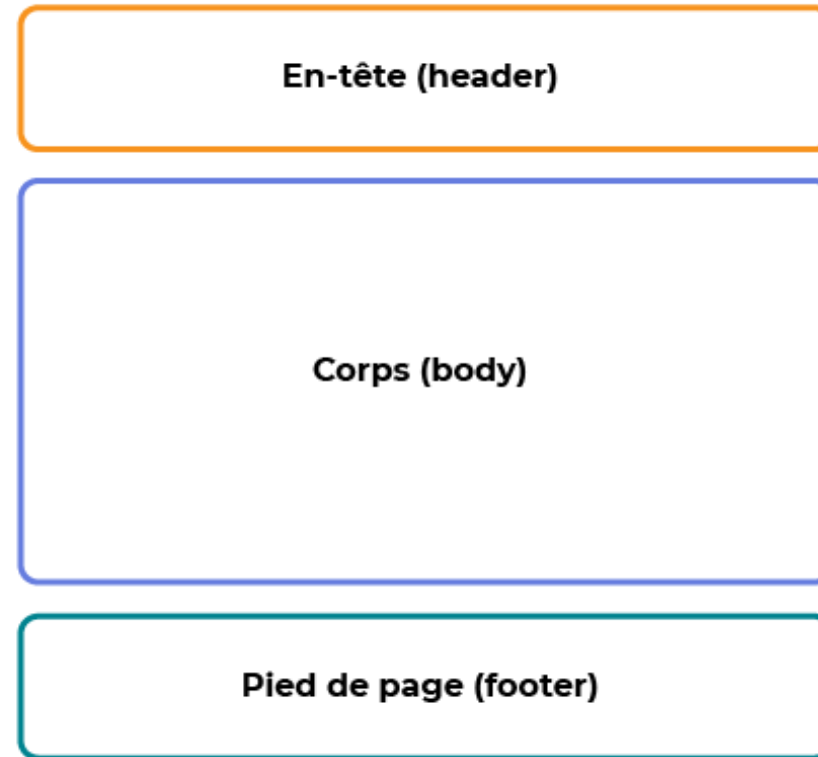 En-tête (header)
Corps (body)
Pied de page (footer)